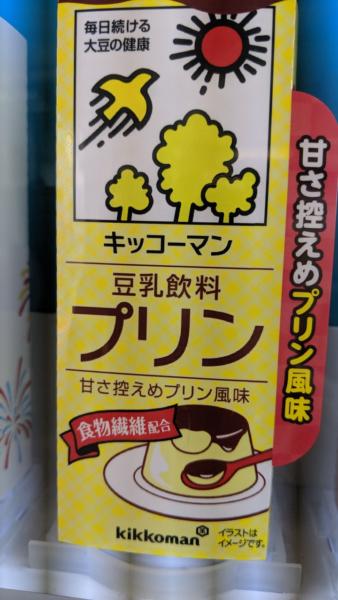 毎日続ける
大豆の健康
キッコーマン
豆乳飲料
プリン
甘さ控えめプリン風味
食物繊維配合
kikkoman
イラストは
イメージです。
甘さ控えめプリン風味